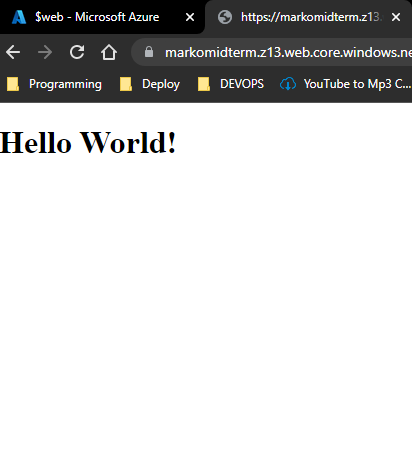 $web - Microsoft Azure
https://markomidterm.z13.
markomidterm.z13.web.core.windows.ne
Programming Deploy DEVOPS YouTube to Mp3 C...
Hello World!